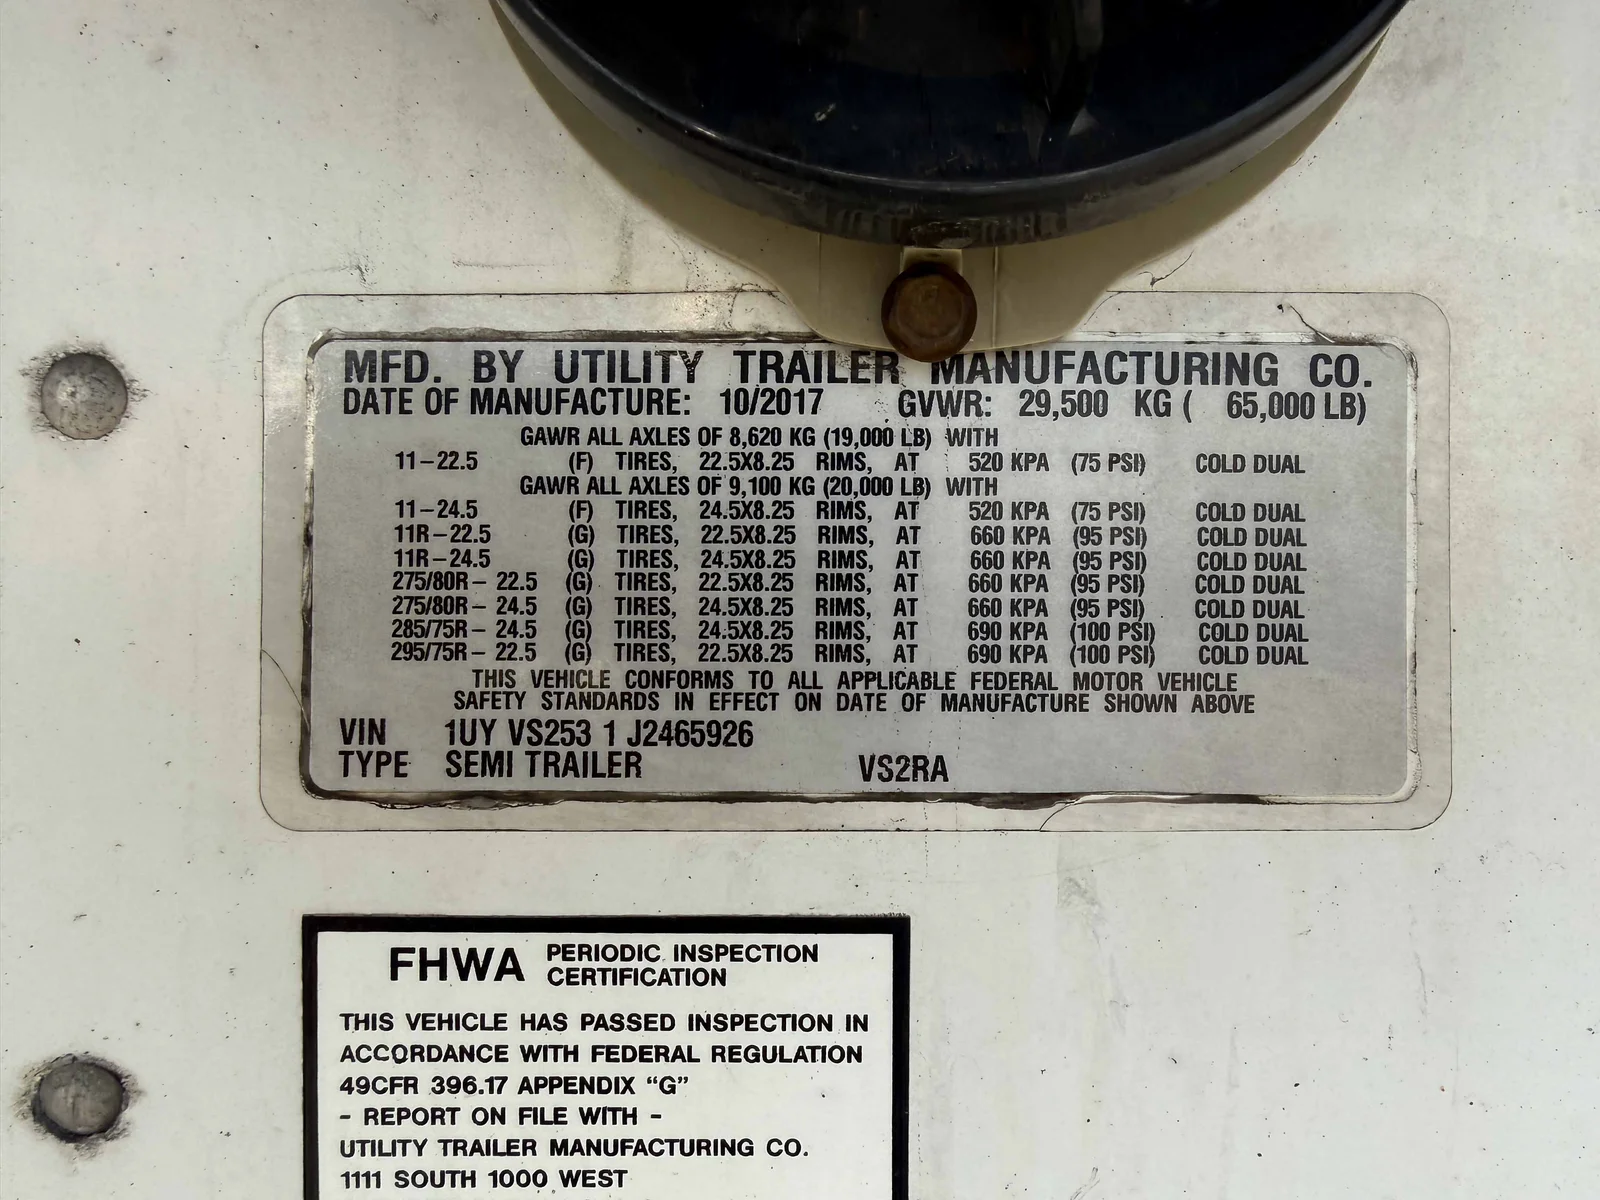 MFD. BY UTILITY TRAILER MANUFACTURING CO.
DATE OF MANUFACTURE: 10/2017 GVWR: 29,500 KG ( 65,000 LB)
GAWR ALL AXLES OF 8,620 KG (19,000 LB) WITH
11-22.5 (F) TIRES, 22.5X8.25 RIMS, AT 520 KPA (75 PSI) COLD DUAL
GAWR ALL AXLES OF 9,100 KG (20,000 LB) WITH
11-24.5 (F) TIRES, 24.5X8.25 RIMS, AT 520 KPA (75 PSI) COLD DUAL
11R-22.5 (G) TIRES, 22.5X8.25 RIMS, AT 660 KPA (95 PSI) COLD DUAL
11R-24.5 (G) TIRES, 24.5X8.25 RIMS, AT 660 KPA (95 PSI) COLD DUAL
275/80R- 22.5 (G) TIRES, 22.5X8.25 RIMS, AT 660 KPA (95 PSI) COLD DUAL
275/80R- 24.5 (G) TIRES, 24.5X8.25 RIMS, AT 660 KPA (95 PSI) COLD DUAL
285/75R- 24.5 (G) TIRES, 24.5X8.25 RIMS, AT 690 KPA (100 PSI) COLD DUAL
295/75R- 22.5 (G) TIRES, 22.5X8.25 RIMS, AT 690 KPA (100 PSI) COLD DUAL
THIS VEHICLE CONFORMS TO ALL APPLICABLE FEDERAL MOTOR VEHICLE
SAFETY STANDARDS IN EFFECT ON DATE OF MANUFACTURE SHOWN ABOVE
VIN 1UY VS253 1 J2465926
TYPE SEMI TRAILER VS2RA
FHWA PERIODIC INSPECTION
CERTIFICATION
THIS VEHICLE HAS PASSED INSPECTION IN
ACCORDANCE WITH FEDERAL REGULATION
49CFR 396.17 APPENDIX “G”
- REPORT ON FILE WITH -
UTILITY TRAILER MANUFACTURING CO.
1111 SOUTH 1000 WEST